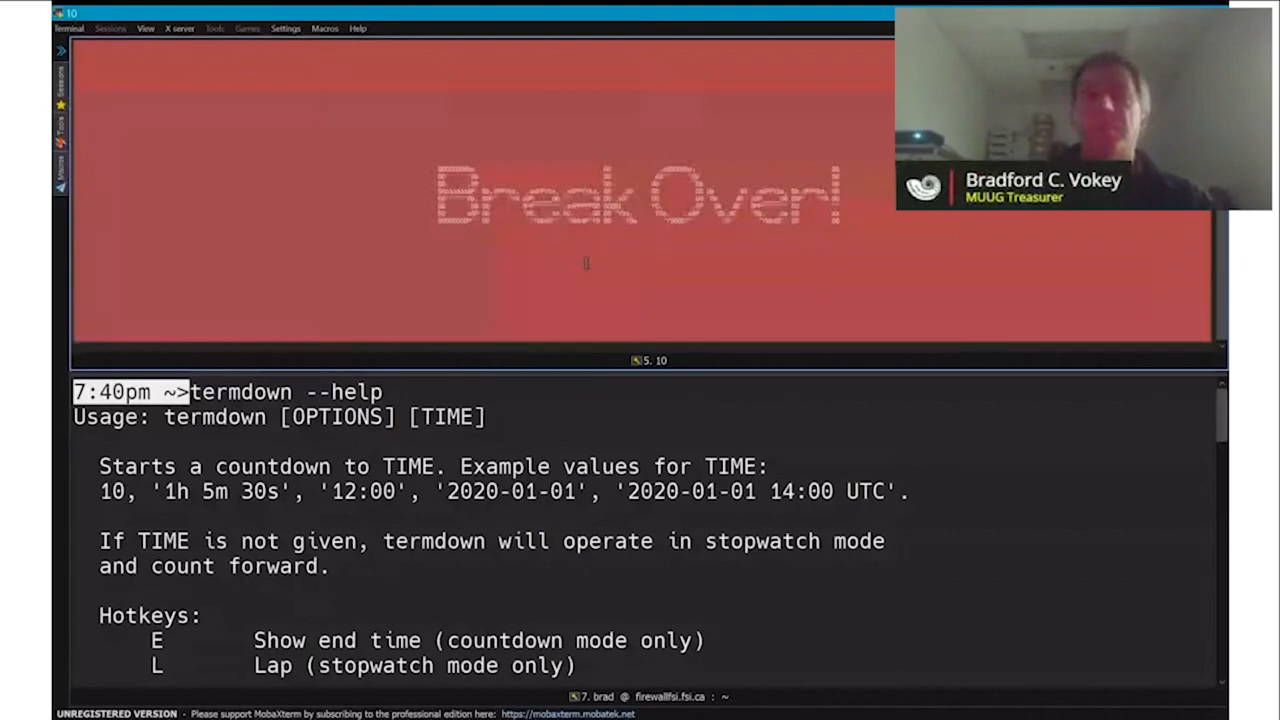 10
Terminal Sessions View X server Tools Games Settings Macros Help
Sessions
Tools
Macros
Break Over!
Bradford C. Vokey
MUUG Treasurer
5. 10
7:40pm ~>termdown --help
Usage: termdown [OPTIONS] [TIME]
Starts a countdown to TIME. Example values for TIME:
10, '1h 5m 30s', '12:00', '2020-01-01', '2020-01-01 14:00 UTC'.
If TIME is not given, termdown will operate in stopwatch mode
and count forward.
Hotkeys:
E Show end time (countdown mode only)
L Lap (stopwatch mode only)
7. brad @ firewallfsi.fsi.ca : ~
UNREGISTERED VERSION - Please support MobaXterm by subscribing to the professional edition here: https://mobaxterm.mobatek.net